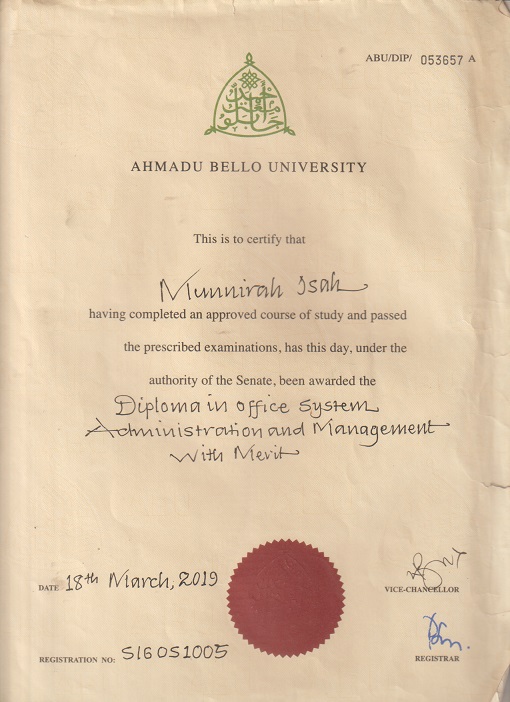 ABU/DIP/ 053657 A
AHMADU BELLO UNIVERSITY
This is to certify that
Munnirah Isah
having completed an approved course of study and passed
the prescribed examinations, has this day, under the
authority of the Senate, been awarded the
Diploma in Office System
Administration and Management
With Merit
DATE 18th March, 2019
VICE-CHANCELLOR
REGISTRATION NO: S16OS1005
REGISTRAR